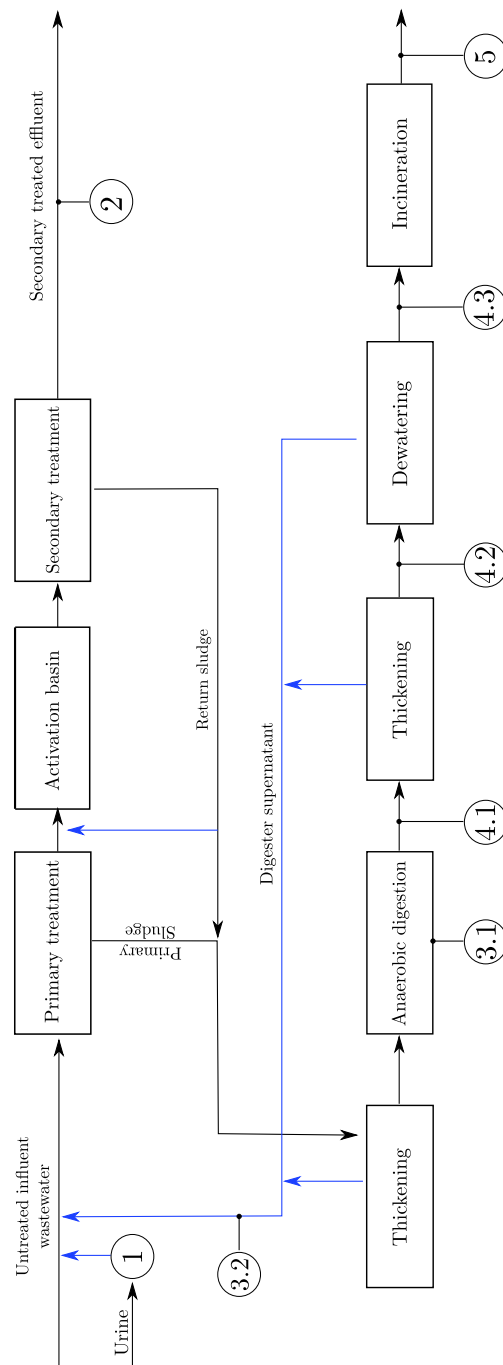 Urine
1
Untreated influent
wastewater
Primary treatment
Activation basin
Secondary treatment
Secondary treated effluent
2
Primary
Sludge
Return sludge
3.2
Digester supernatant
Thickening
Anaerobic digestion
3.1
4.1
Thickening
4.2
Dewatering
4.3
Incineration
5